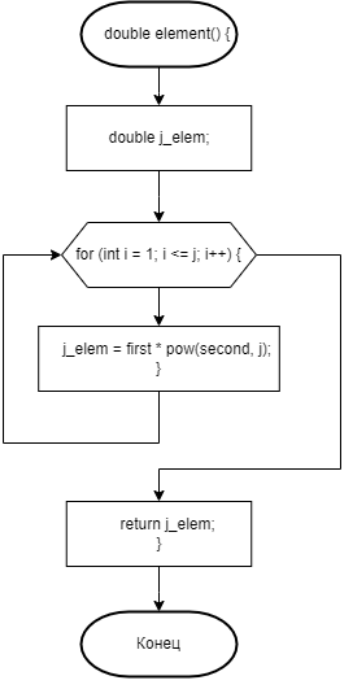 double element() {
double j_elem;
for (int i = 1; i <= j; i++) {
j_elem = first * pow(second, j);
}
return j_elem;
}
Конец